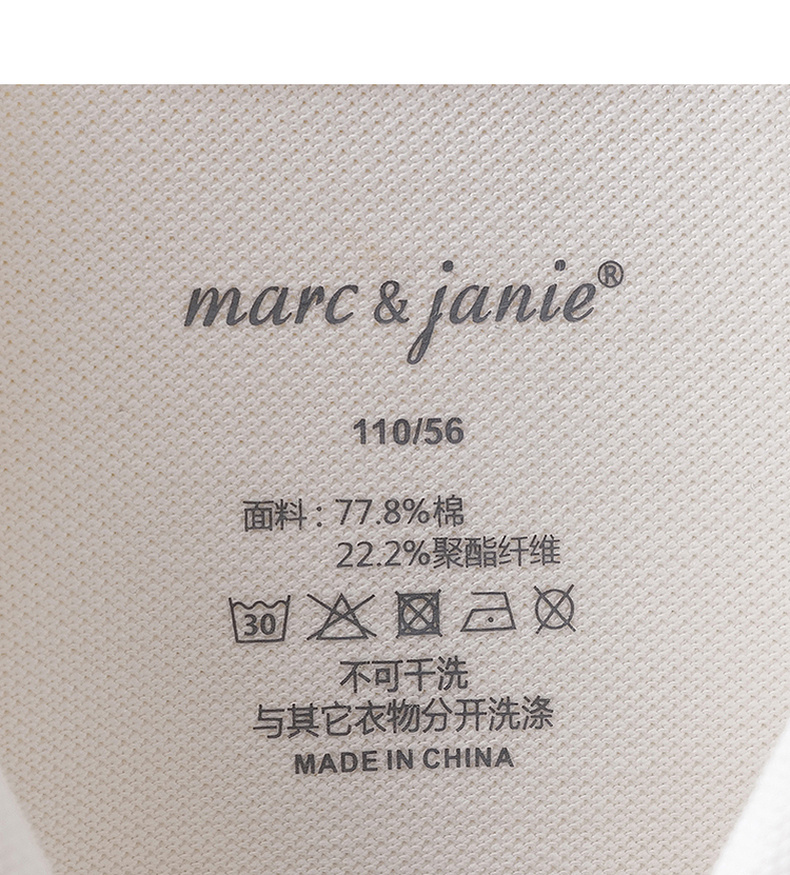 marc & janie®
110/56
面料：77.8%棉
22.2%聚酯纤维
30
不可干洗
与其它衣物分开洗涤
MADE IN CHINA